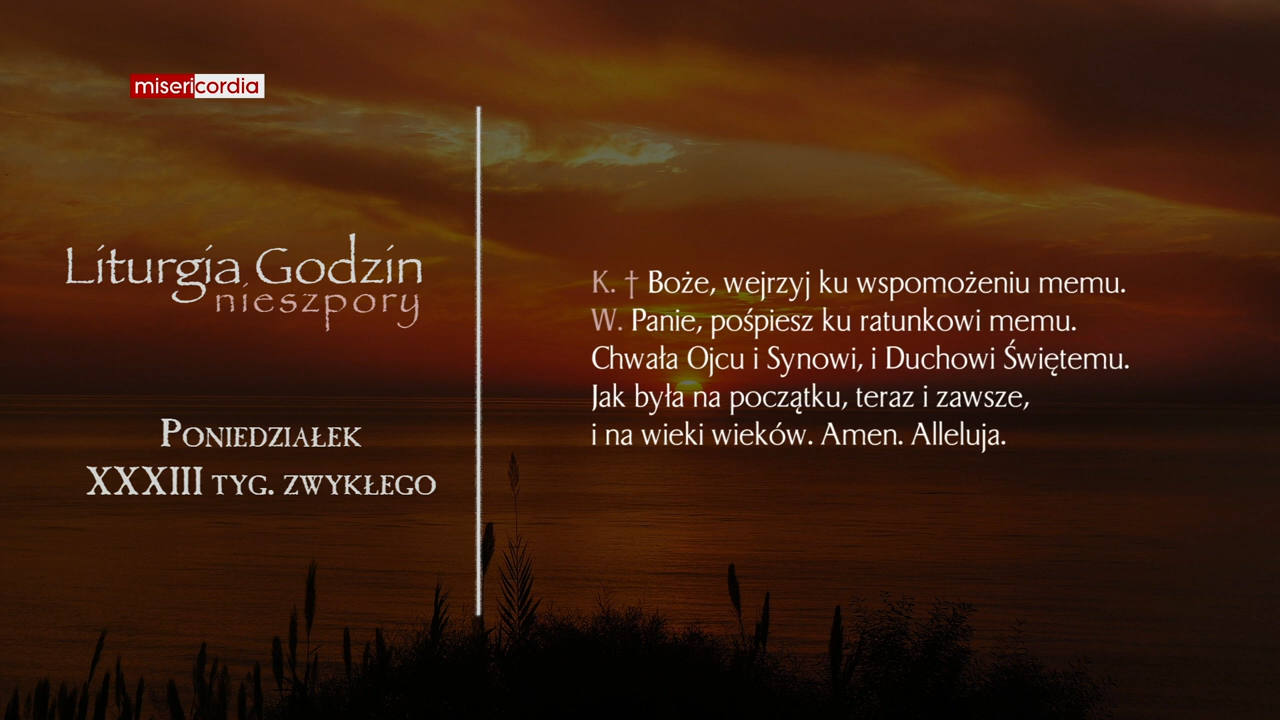 misericordia
Liturgia Godzin
nieszpory
Poniedziałek
XXXIII tyg. zwykłego
K. † Boże, wejrzyj ku wspomożeniu memu.
W. Panie, pośpiesz ku ratunkowi memu.
Chwała Ojcu i Synowi, i Duchowi Świętemu.
Jak była na początku, teraz i zawsze,
i na wieki wieków. Amen. Alleluja.